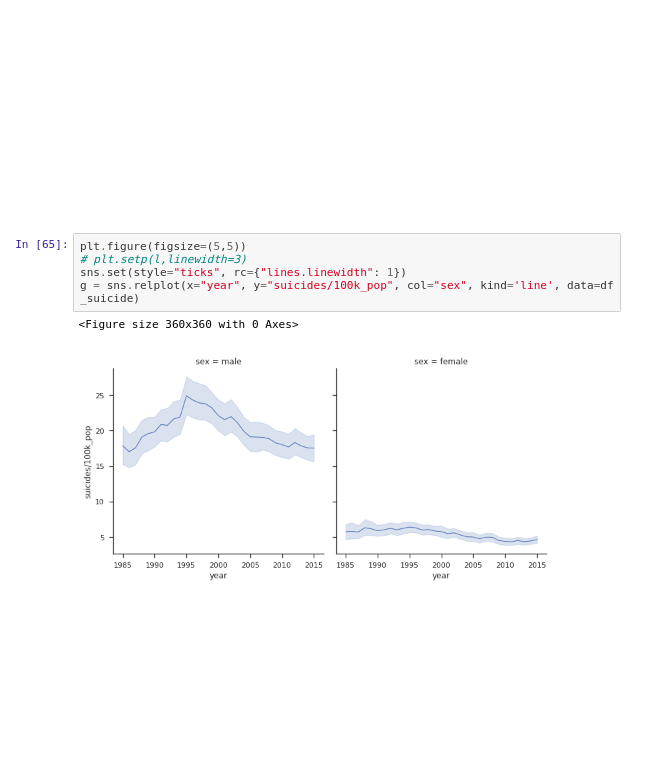 In [65]:
plt.figure(figsize=(5,5))
# plt.setp(l,linewidth=3)
sns.set(style="ticks", rc={"lines.linewidth": 1})
g = sns.relplot(x="year", y="suicides/100k_pop", col="sex", kind='line', data=df
_suicide)
<Figure size 360x360 with 0 Axes>
sex = male
sex = female
suicides/100k_pop
25
20
15
10
5
1985 1990 1995 2000 2005 2010 2015
year
1985 1990 1995 2000 2005 2010 2015
year